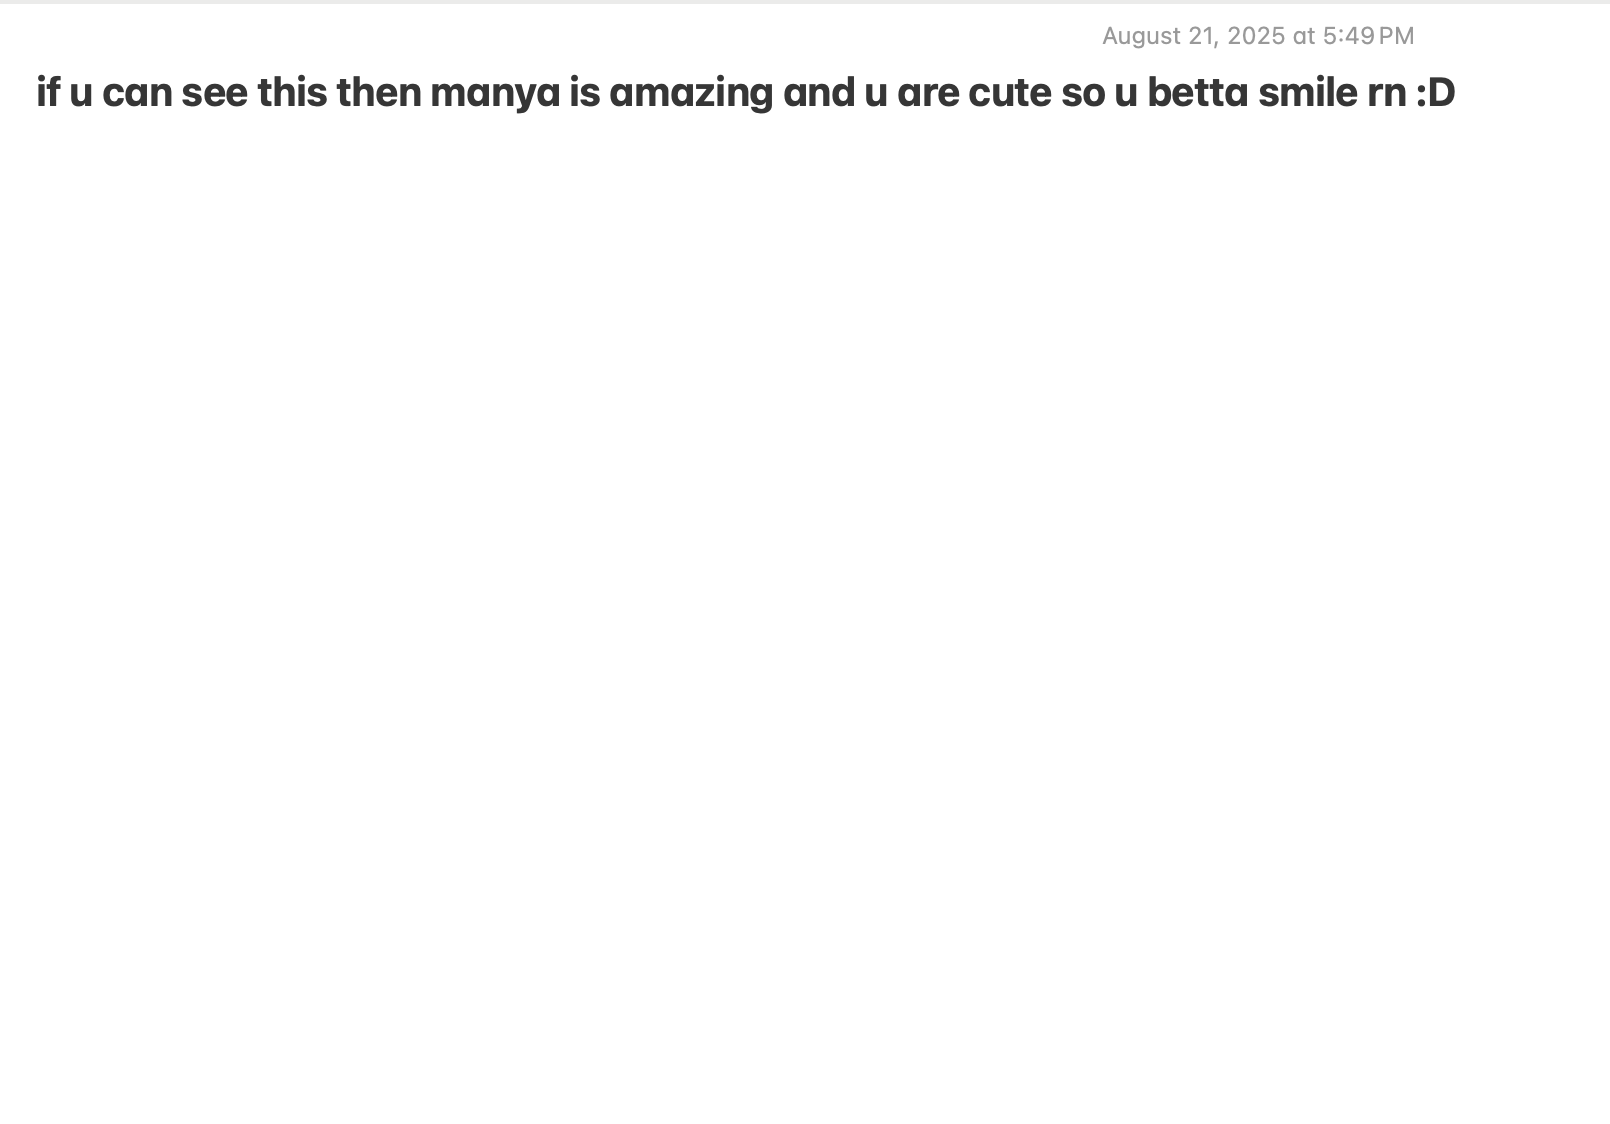 August 21, 2025 at 5:49 PM
if u can see this then manya is amazing and u are cute so u betta smile rn :D